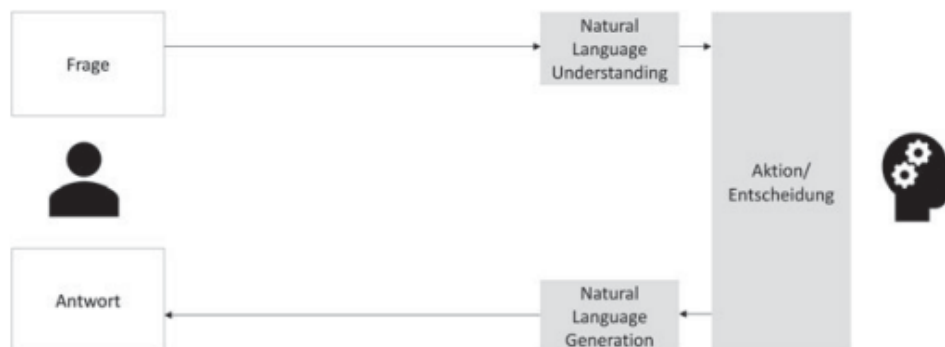 Frage
Natural
Language
Understanding
Aktion/
Entscheidung
Antwort
Natural
Language
Generation